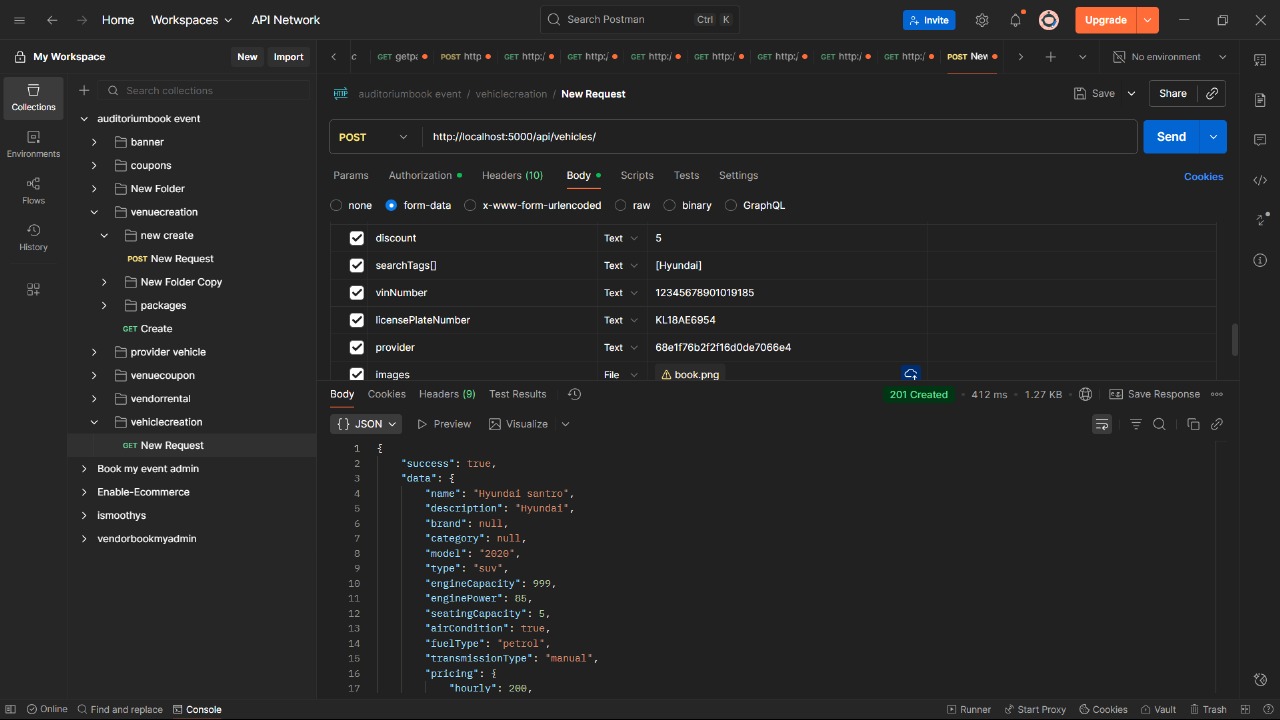 Home
Workspaces
API Network
Search Postman
Ctrl K
Invite
Upgrade
My Workspace
New
Import
c
GET getpa
POST http
GET http:/
GET http:/
GET http:/
GET http:/
GET http:/
GET http:/
GET http:/
POST New
No environment
Collections
Environments
Flows
History
Search collections
auditoriumbook event
banner
coupons
New Folder
venuecreation
new create
POST New Request
New Folder Copy
packages
GET Create
provider vehicle
venuecoupon
vendorrental
vehiclecreation
GET New Request
Book my event admin
Enable-Ecommerce
ismoothys
vendorbookmyadmin
HTTP
auditoriumbook event / vehiclecreation / New Request
Save
Share
POST
http://localhost:5000/api/vehicles/
Send
Params
Authorization
Headers (10)
Body
Scripts
Tests
Settings
Cookies
none
form-data
x-www-form-urlencoded
raw
binary
GraphQL
discount Text 5
searchTags[] Text [Hyundai]
vinNumber Text 12345678901019185
licensePlateNumber Text KL18AE6954
provider Text 68e1f76b2f2f16d0de7066e4
images File book.png
Body
Cookies
Headers (9)
Test Results
201 Created
412 ms
1.27 KB
Save Response
{} JSON
Preview
Visualize
1 {
2 "success": true,
3 "data": {
4 "name": "Hyundai santro",
5 "description": "Hyundai",
6 "brand": null,
7 "category": null,
8 "model": "2020",
9 "type": "suv",
10 "engineCapacity": 999,
11 "enginePower": 85,
12 "seatingCapacity": 5,
13 "airCondition": true,
14 "fuelType": "petrol",
15 "transmissionType": "manual",
16 "pricing": {
17 "hourly": 200,
Online
Find and replace
Console
Runner
Start Proxy
Cookies
Vault
Trash